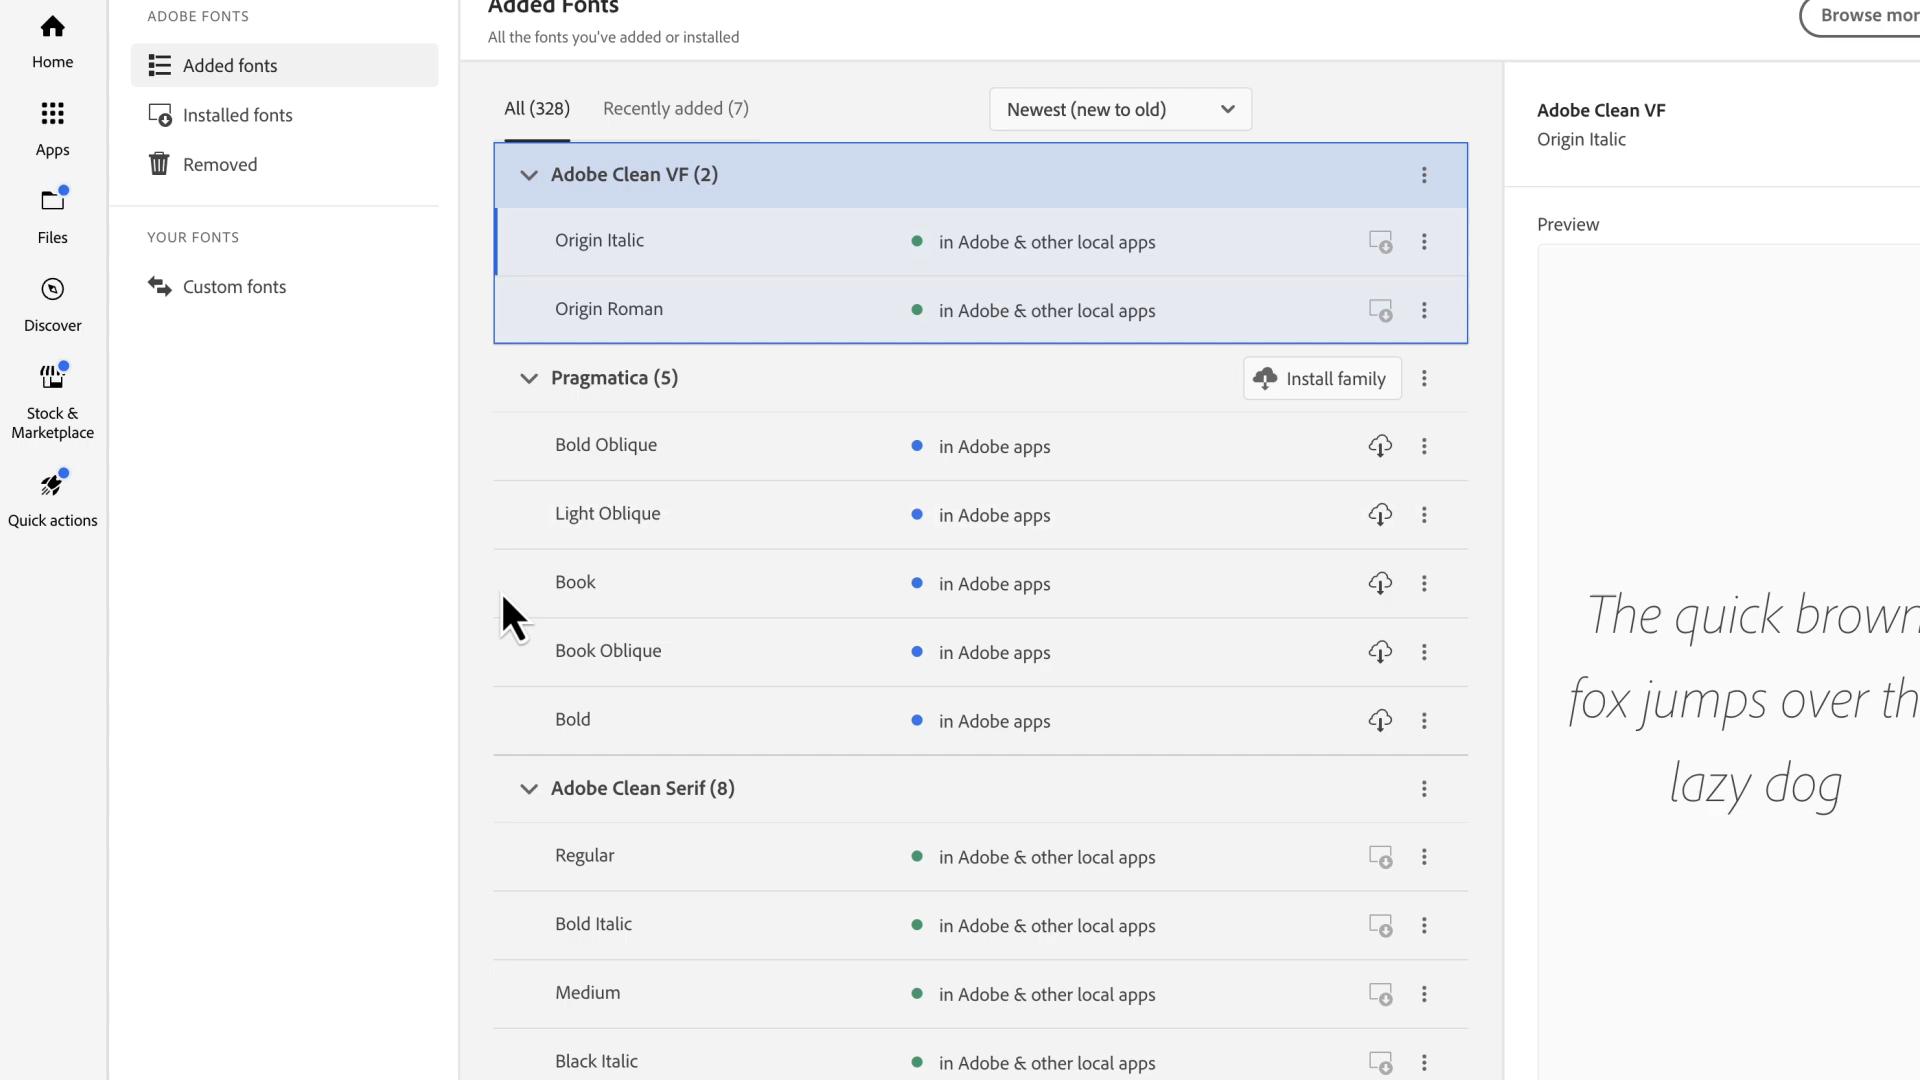 Home
Apps
Files
Discover
Stock &
Marketplace
Quick actions
ADOBE FONTS
Added fonts
Installed fonts
Removed
YOUR FONTS
Custom fonts
Added Fonts
All the fonts you've added or installed
Browse mor
All (328)
Recently added (7)
Newest (new to old)
Adobe Clean VF (2)
Origin Italic
in Adobe & other local apps
Origin Roman
in Adobe & other local apps
Pragmatica (5)
Install family
Bold Oblique
in Adobe apps
Light Oblique
in Adobe apps
Book
in Adobe apps
Book Oblique
in Adobe apps
Bold
in Adobe apps
Adobe Clean Serif (8)
Regular
in Adobe & other local apps
Bold Italic
in Adobe & other local apps
Medium
in Adobe & other local apps
Black Italic
in Adobe & other local apps
Adobe Clean VF
Origin Italic
Preview
The quick brown
fox jumps over th
lazy dog